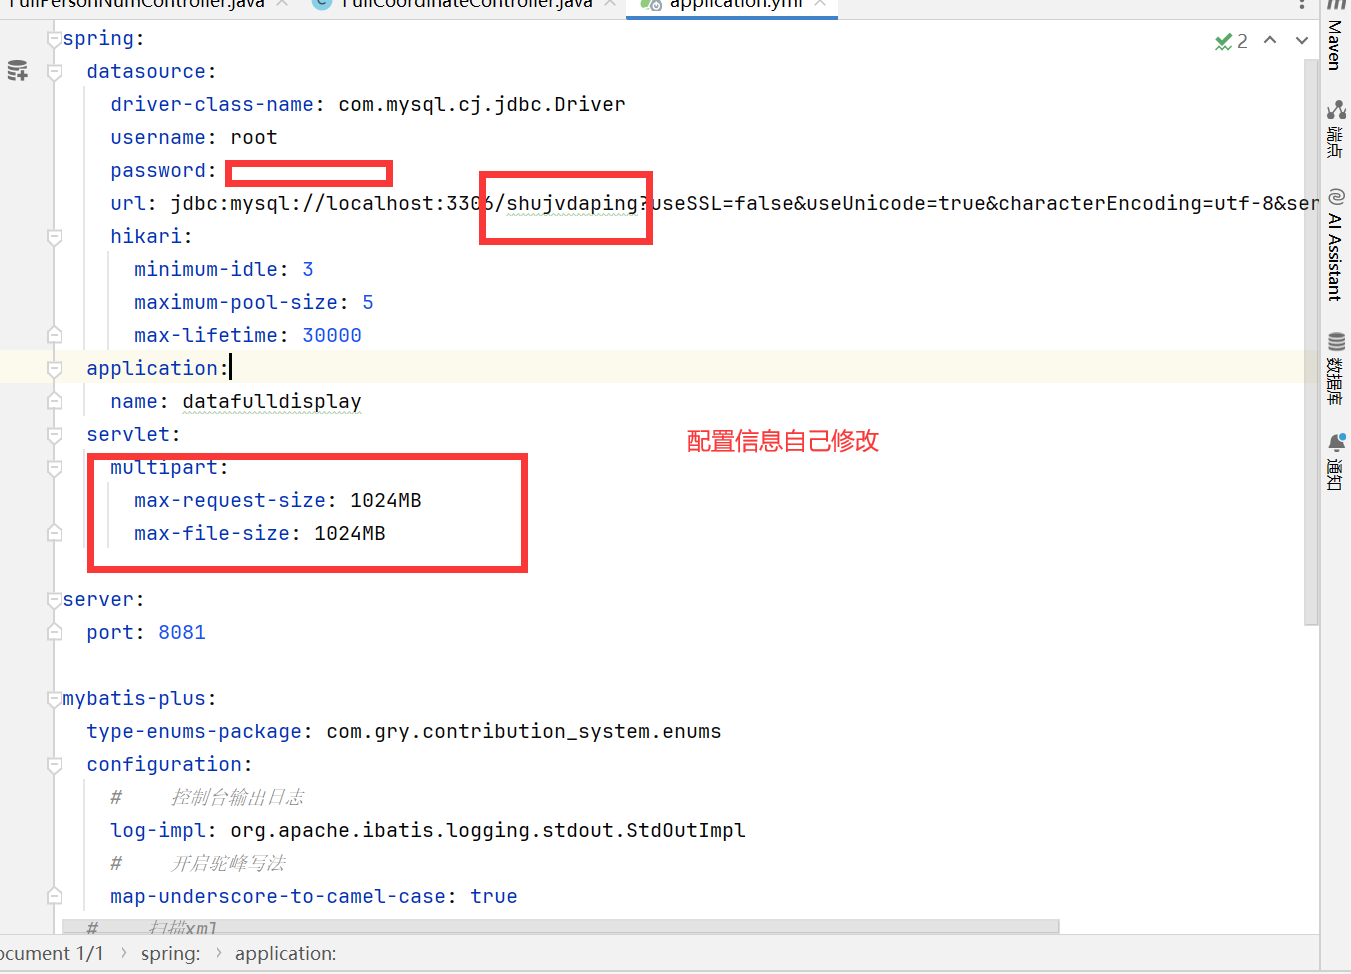 FullPersonNumController.java
FullCoordinateController.java
application.yml
spring:
datasource:
driver-class-name: com.mysql.cj.jdbc.Driver
username: root
password:
url: jdbc:mysql://localhost:3306/shujvdaping?useSSL=false&useUnicode=true&characterEncoding=utf-8&ser
hikari:
minimum-idle: 3
maximum-pool-size: 5
max-lifetime: 30000
application:
name: datafulldisplay
servlet:
multipart:
max-request-size: 1024MB
max-file-size: 1024MB
server:
port: 8081
mybatis-plus:
type-enums-package: com.gry.contribution_system.enums
configuration:
# 控制台输出日志
log-impl: org.apache.ibatis.logging.stdout.StdOutImpl
# 开启驼峰写法
map-underscore-to-camel-case: true
# 扫描xml
配置信息自己修改
2
Maven
端点
AI Assistant
数据库
通知
ocument 1/1 › spring: › application: